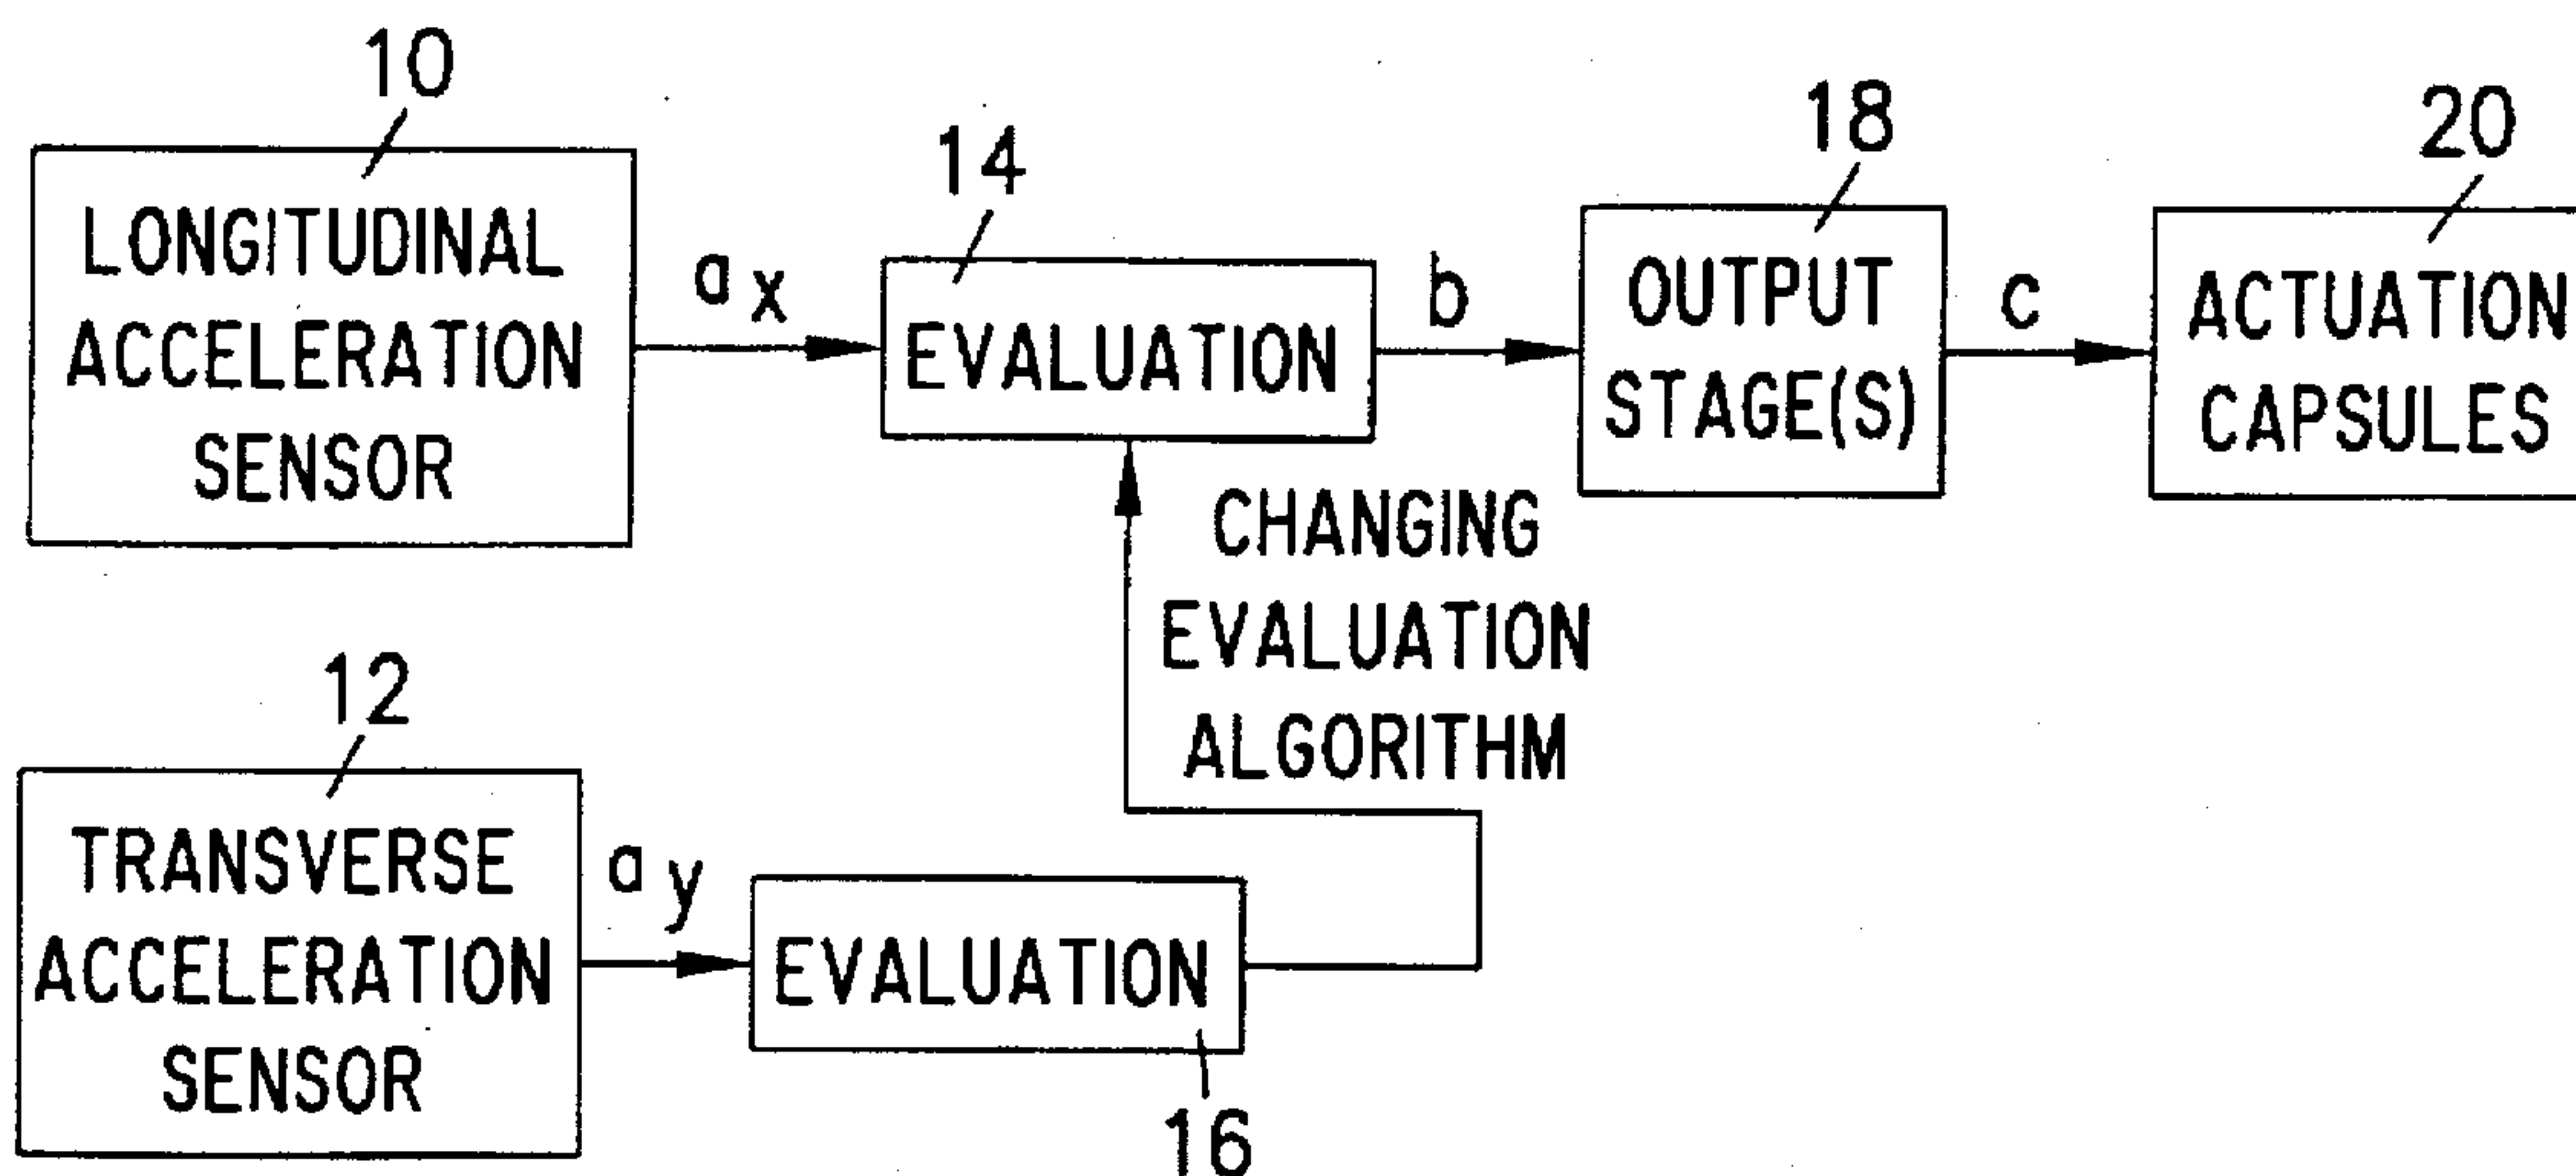 10
LONGITUDINAL
ACCELERATION
SENSOR
a x
14
EVALUATION
b
18
OUTPUT
STAGE(S)
c
20
ACTUATION
CAPSULES
CHANGING
EVALUATION
ALGORITHM
12
TRANSVERSE
ACCELERATION
SENSOR
a y
EVALUATION
16